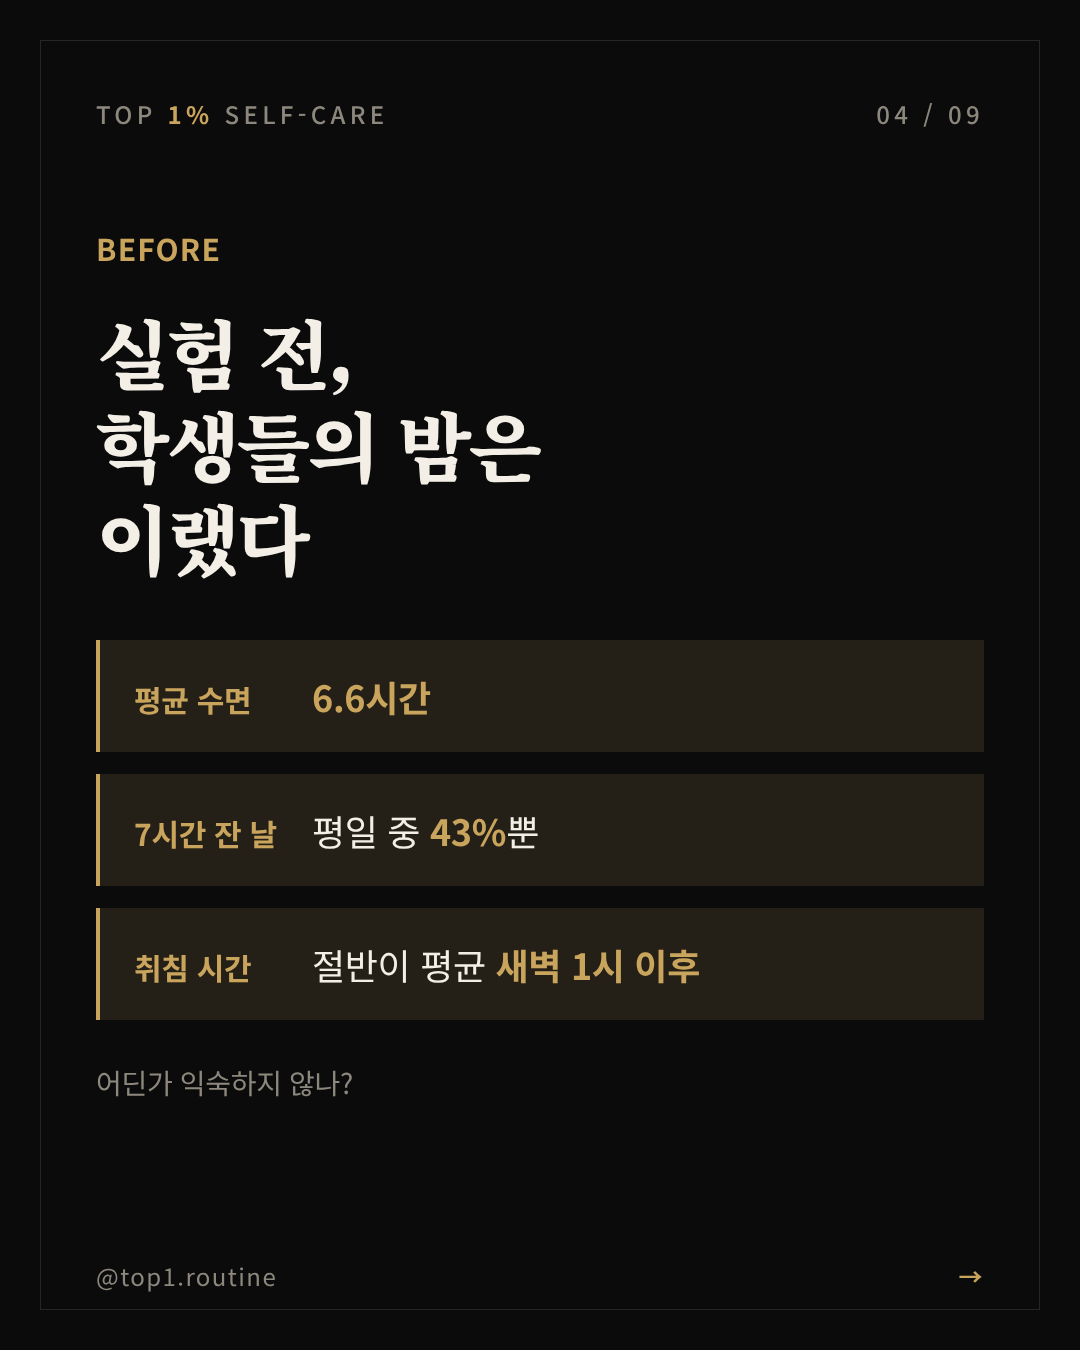 TOP 1% SELF-CARE
04 / 09
BEFORE
실험 전,
학생들의 밤은
이랬다
평균 수면 6.6시간
7시간 잔 날 평일 중 43%뿐
취침 시간 절반이 평균 새벽 1시 이후
어딘가 익숙하지 않나?
@top1.routine →